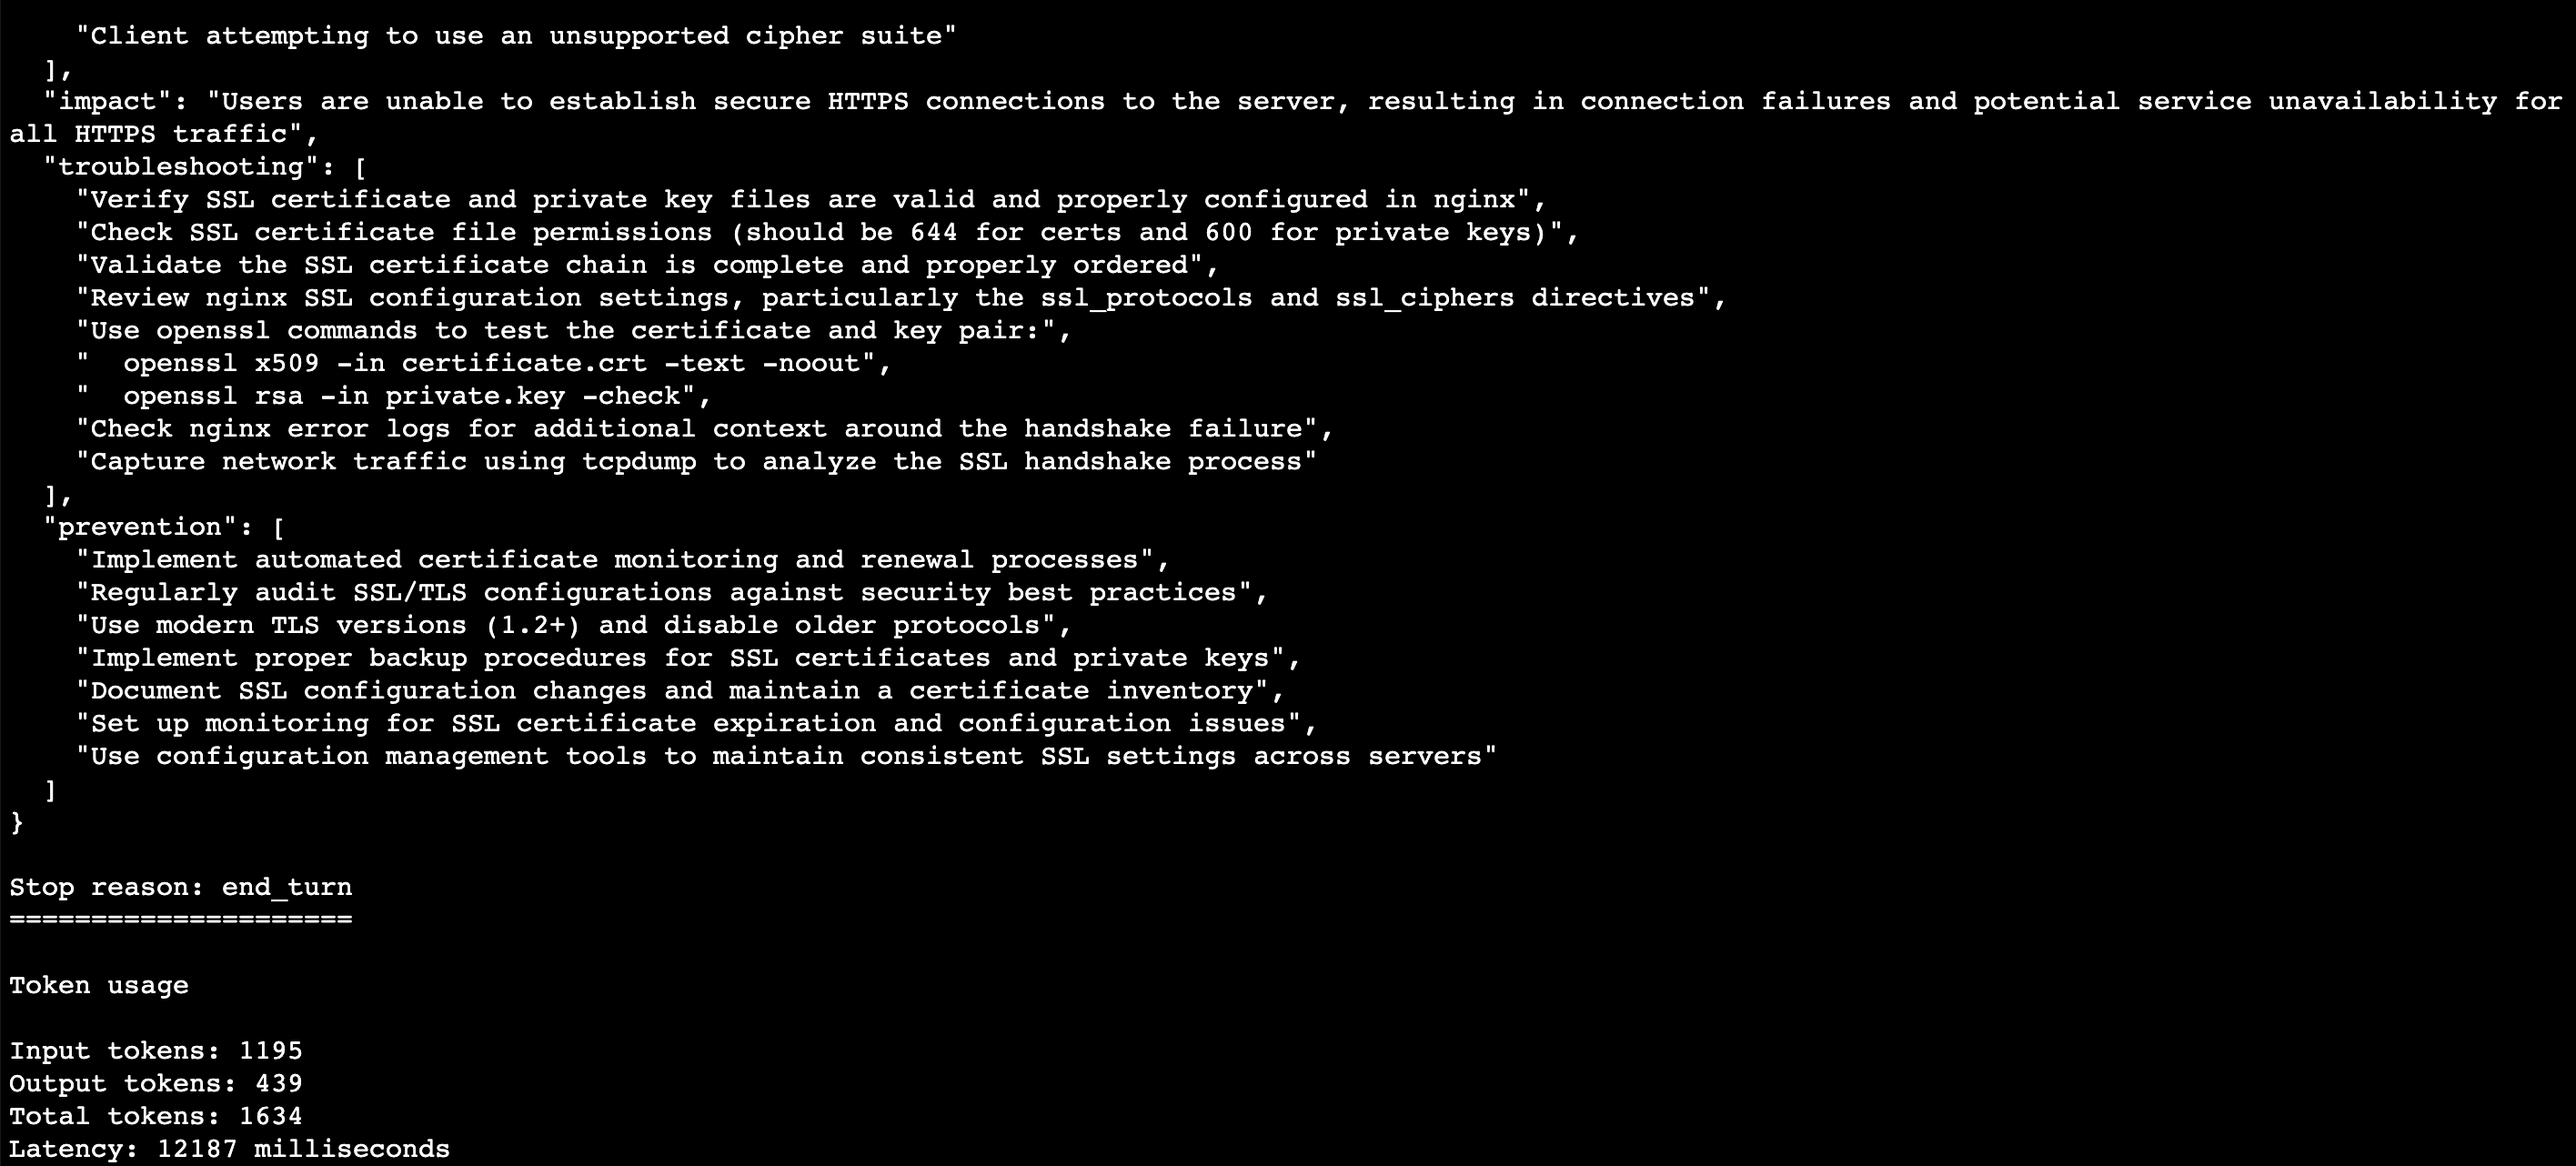 "Client attempting to use an unsupported cipher suite"
  ],
  "impact": "Users are unable to establish secure HTTPS connections to the server, resulting in connection failures and potential service unavailability for
all HTTPS traffic",
  "troubleshooting": [
    "Verify SSL certificate and private key files are valid and properly configured in nginx",
    "Check SSL certificate file permissions (should be 644 for certs and 600 for private keys)",
    "Validate the SSL certificate chain is complete and properly ordered",
    "Review nginx SSL configuration settings, particularly the ssl_protocols and ssl_ciphers directives",
    "Use openssl commands to test the certificate and key pair:",
    "  openssl x509 -in certificate.crt -text -noout",
    "  openssl rsa -in private.key -check",
    "Check nginx error logs for additional context around the handshake failure",
    "Capture network traffic using tcpdump to analyze the SSL handshake process"
  ],
  "prevention": [
    "Implement automated certificate monitoring and renewal processes",
    "Regularly audit SSL/TLS configurations against security best practices",
    "Use modern TLS versions (1.2+) and disable older protocols",
    "Implement proper backup procedures for SSL certificates and private keys",
    "Document SSL configuration changes and maintain a certificate inventory",
    "Set up monitoring for SSL certificate expiration and configuration issues",
    "Use configuration management tools to maintain consistent SSL settings across servers"
  ]
}

Stop reason: end_turn
=====================

Token usage

Input tokens: 1195
Output tokens: 439
Total tokens: 1634
Latency: 12187 milliseconds